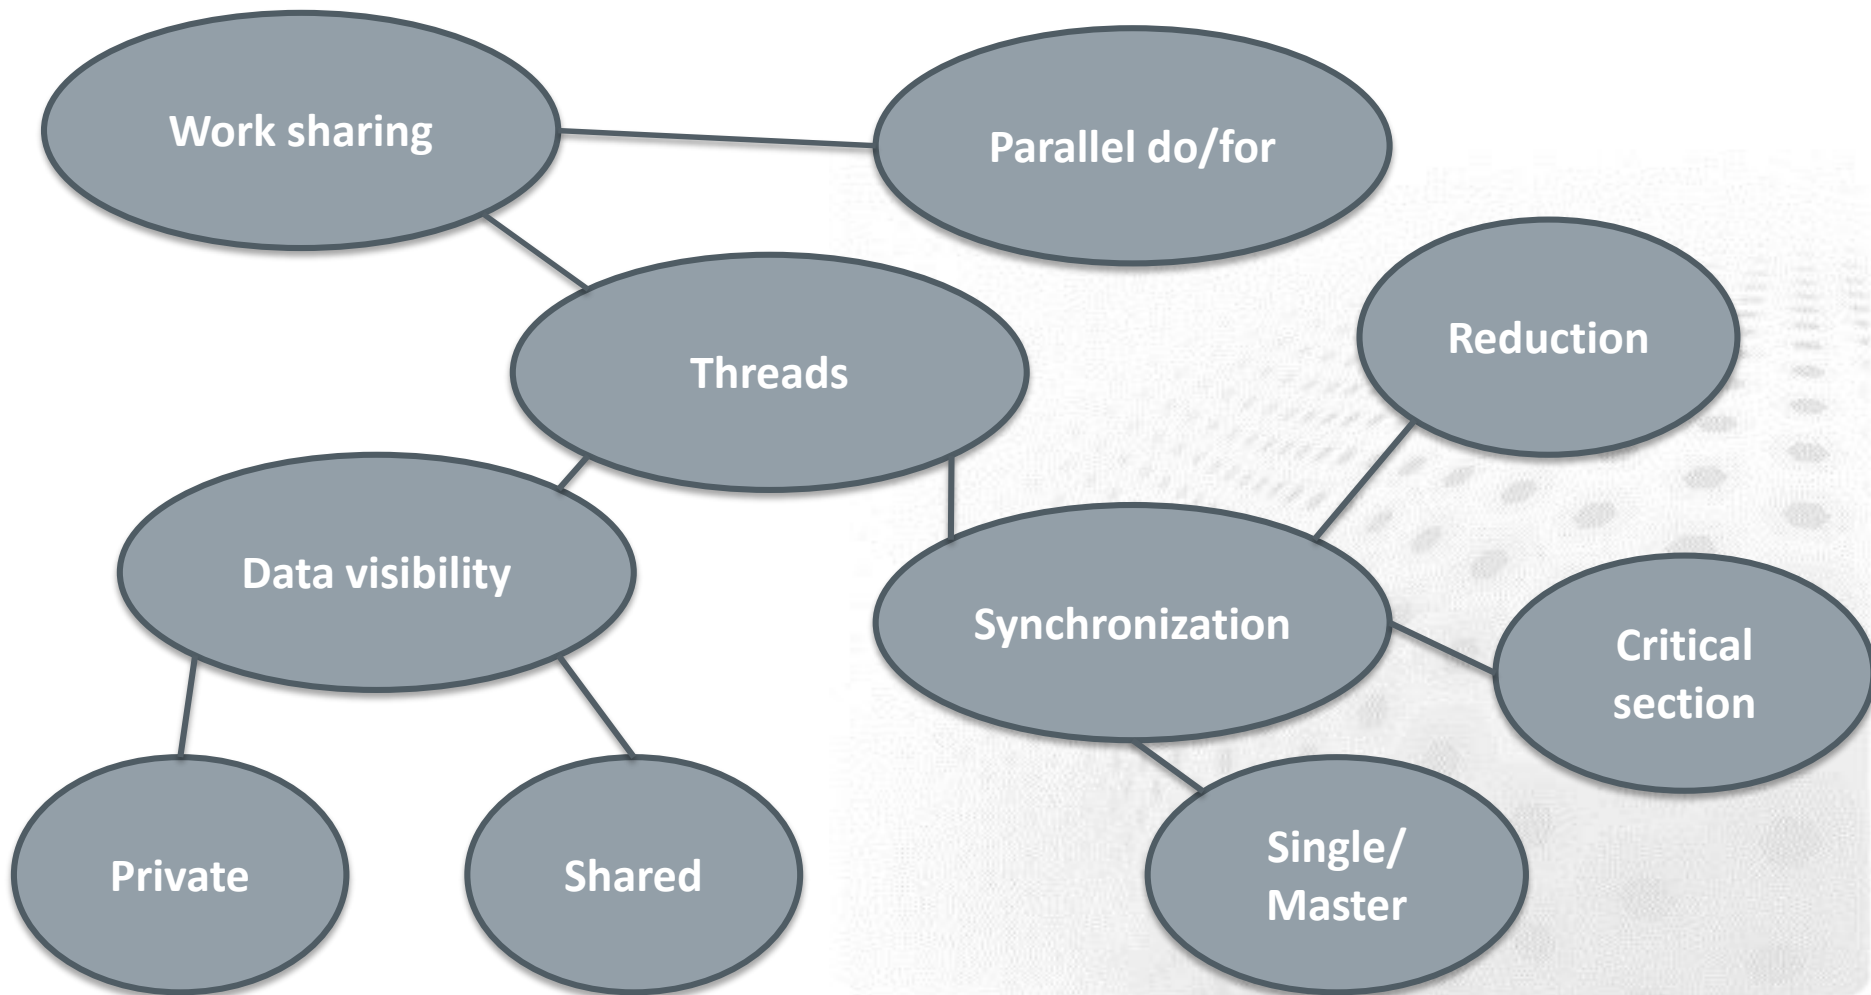 Work sharing
Parallel do/for
Reduction
Threads
Data visibility
Synchronization
Critical
section
Private
Shared
Single/
Master